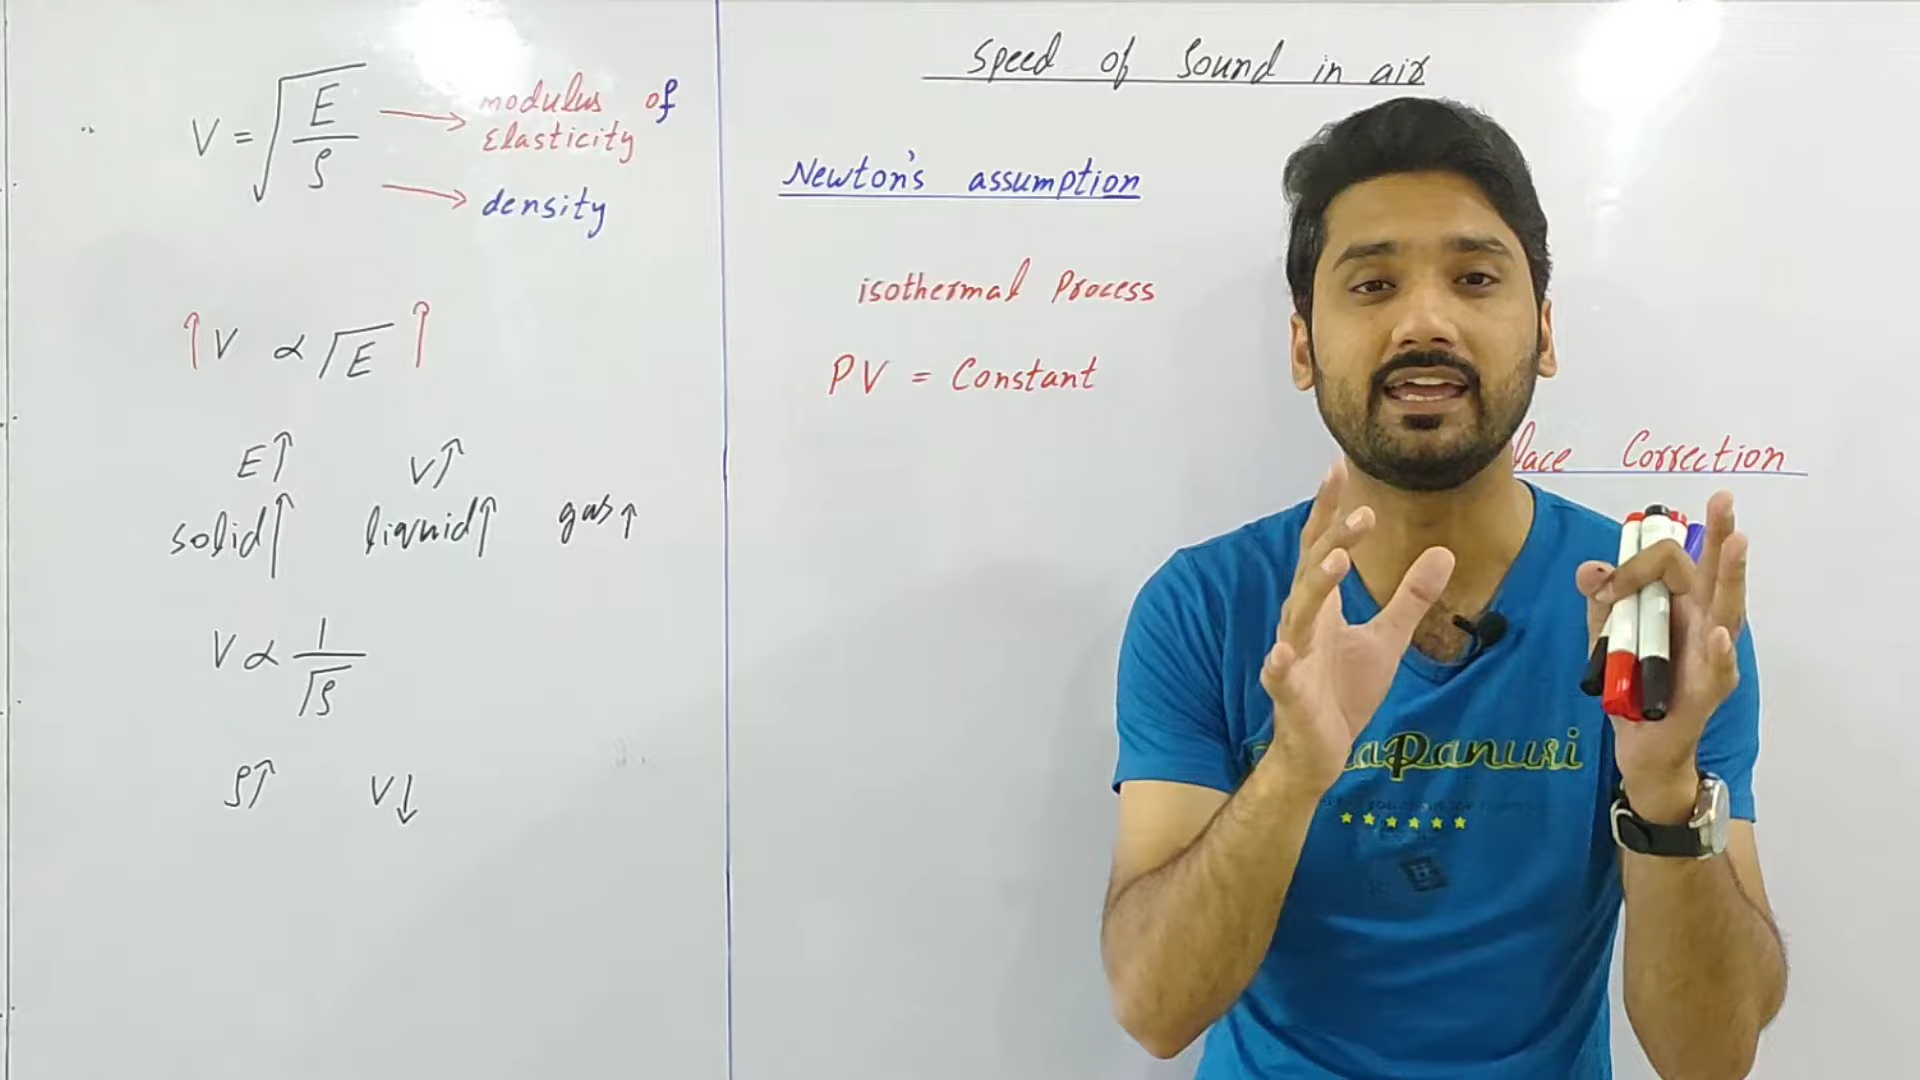 V = √E/ρ
modulus of
Elasticity
density
↑V ∝ √E ↑
E↑ V↑
solid↑ liquid↑ gas↑
V ∝ 1/√ρ
ρ↑ V↓
Speed of Sound in air
Newton's assumption
isothermal Process
PV = Constant
lace Correction